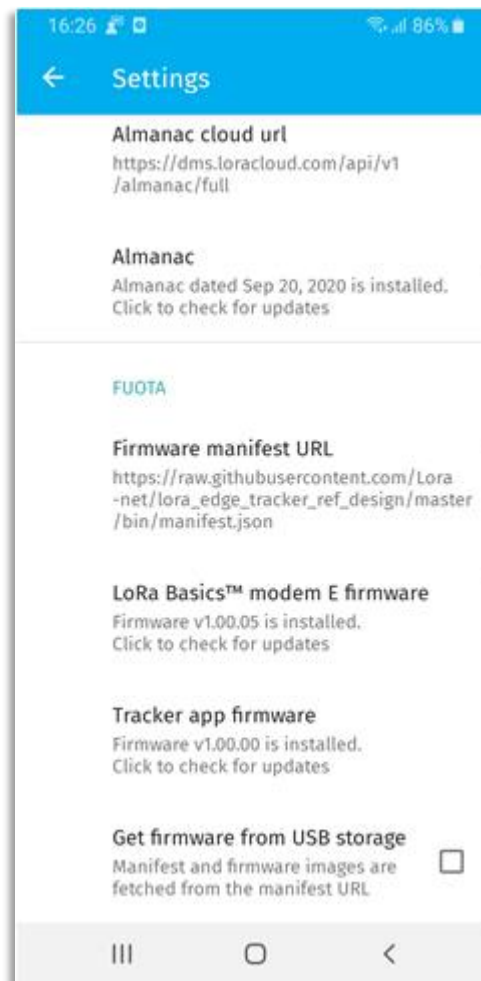 16:26 86%
Settings
Almanac cloud url
https://dms.loracloud.com/api/v1
/almanac/full
Almanac
Almanac dated Sep 20, 2020 is installed.
Click to check for updates
FUOTA
Firmware manifest URL
https://raw.githubusercontent.com/Lora
-net/lora_edge_tracker_ref_design/master
/bin/manifest.json
LoRa Basics™ modem E firmware
Firmware v1.00.05 is installed.
Click to check for updates
Tracker app firmware
Firmware v1.00.00 is installed.
Click to check for updates
Get firmware from USB storage
Manifest and firmware images are
fetched from the manifest URL